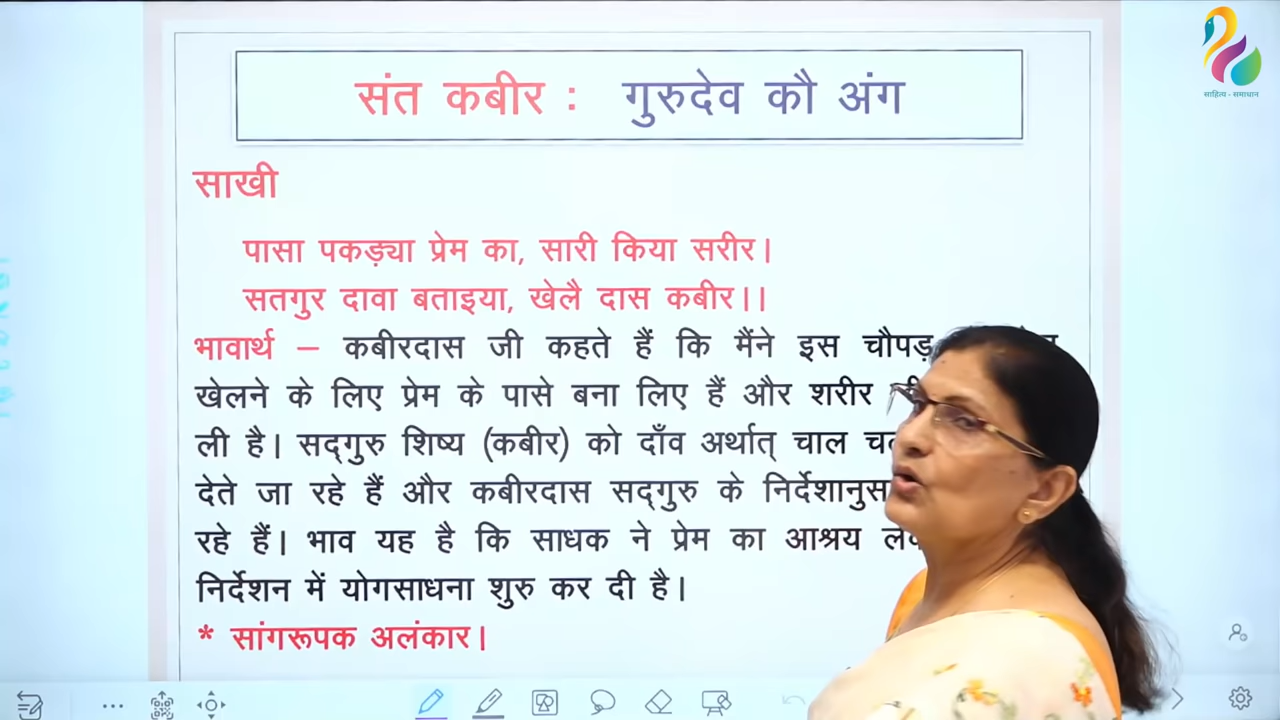 साहित्य - समाधान
संत कबीर : गुरुदेव कौ अंग
साखी
पासा पकड़्या प्रेम का, सारी किया सरीर।
सतगुर दावा बताइया, खेलै दास कबीर।।
भावार्थ – कबीरदास जी कहते हैं कि मैंने इस चौपड़
खेलने के लिए प्रेम के पासे बना लिए हैं और शरीर
ली है। सद्गुरु शिष्य (कबीर) को दाँव अर्थात् चाल
देते जा रहे हैं और कबीरदास सद्गुरु के
रहे हैं। भाव यह है कि साधक ने प्रेम का आश्रय
निर्देशन में योगसाधना शुरु कर दी है।
* सांगरूपक अलंकार।